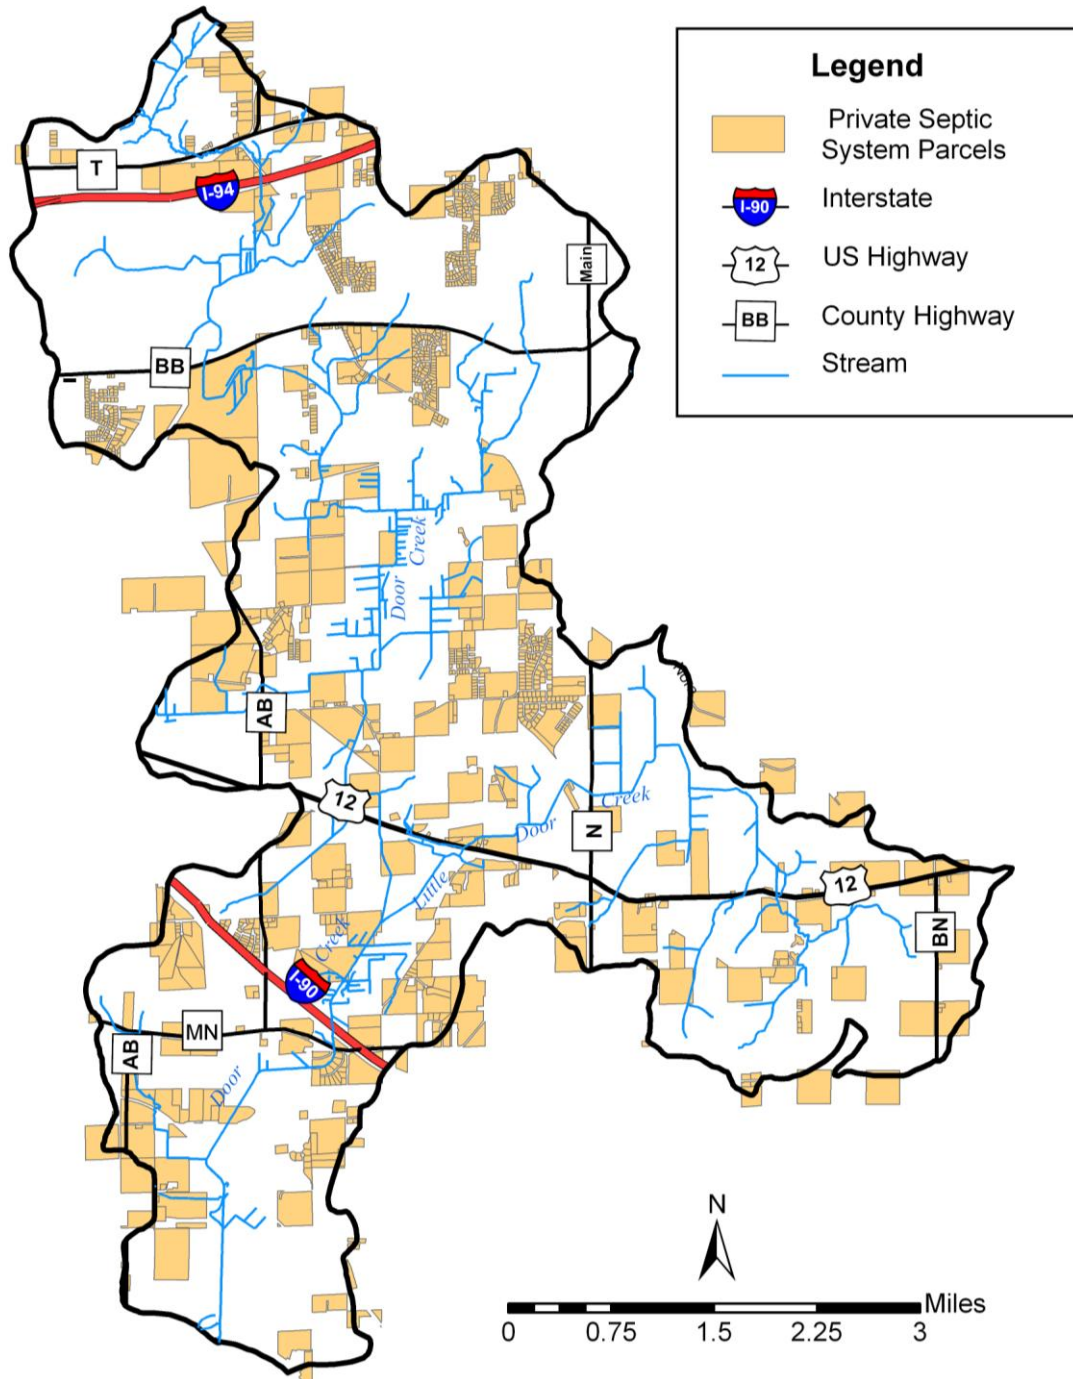 Legend
Private Septic
System Parcels
I-90
Interstate
12
US Highway
BB
County Highway
Stream
T
I-94
Main
BB
Door
Creek
AB
12
N
Little
Door
Creek
12
BN
Creek
I-90
MN
AB
Door
N
Miles
0 0.75 1.5 2.25 3